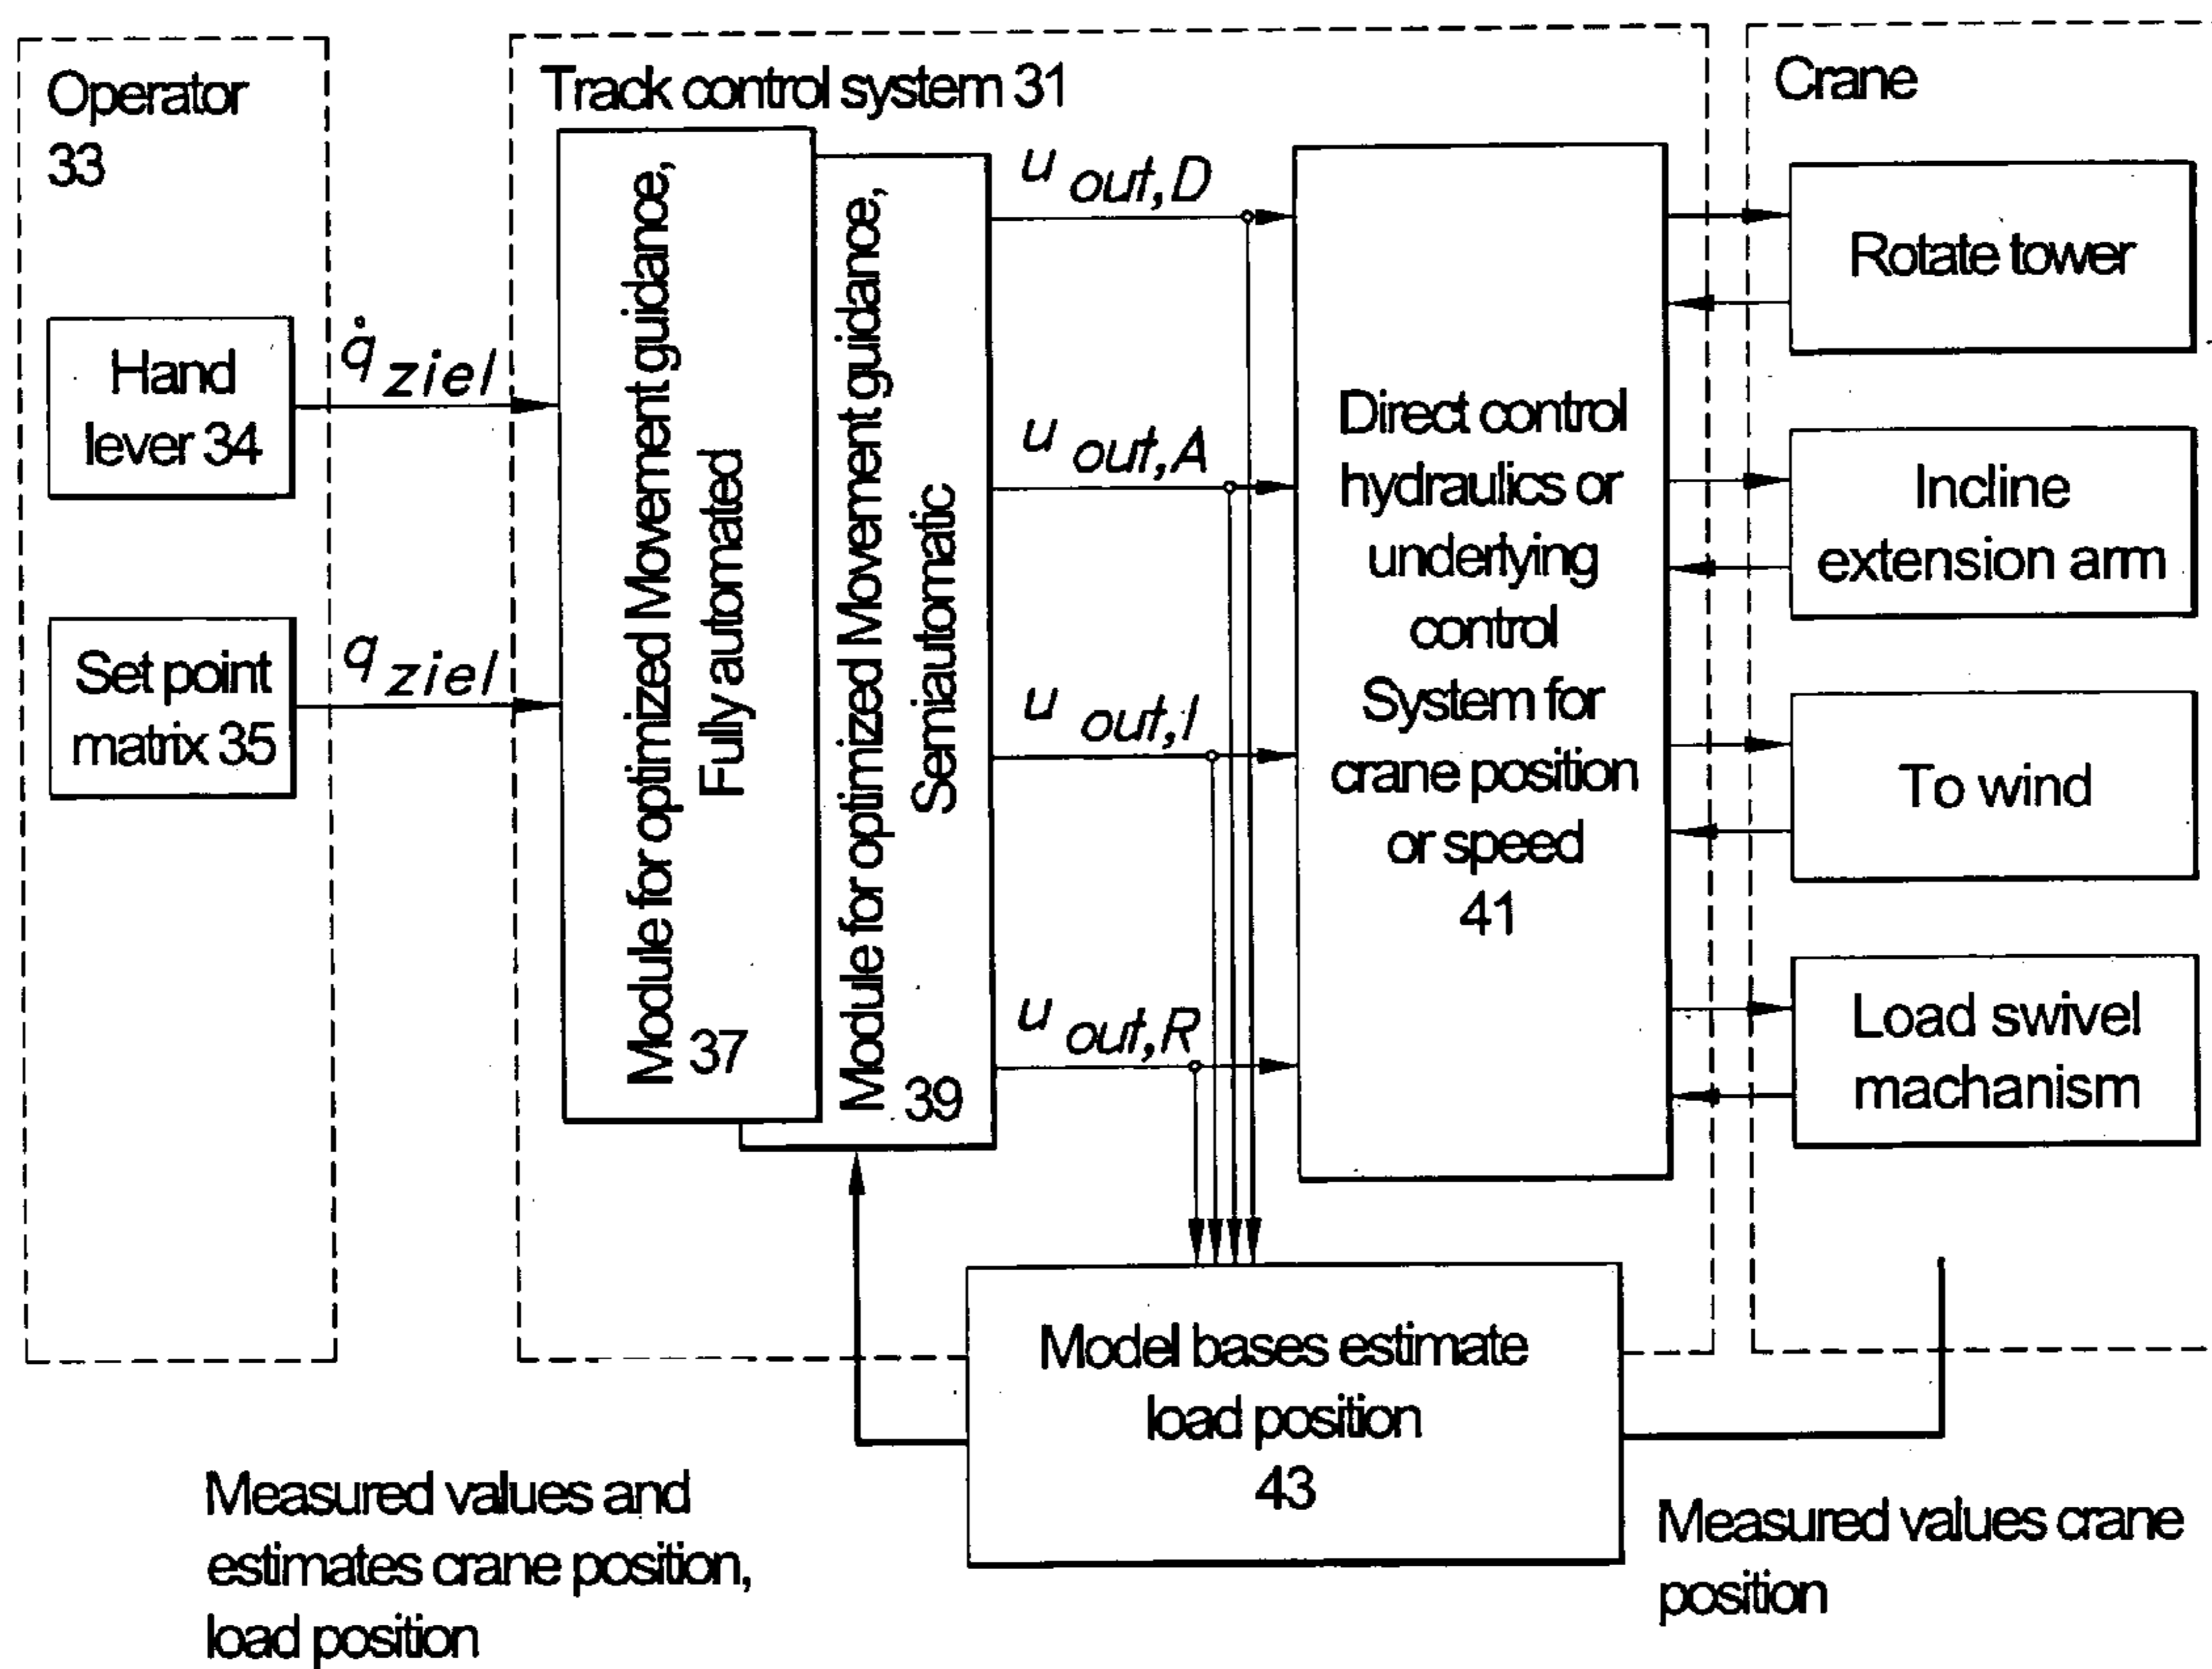 Operator
33
Hand
lever 34
Set point
matrix 35
q̇ ziel
q ziel
Track control system 31
Module for optimized Movement guidance,
Fully automated
37
Module for optimized Movement guidance,
Semiautomatic
39
u out,D
u out,A
u out,l
u out,R
Direct control
hydraulics or
underlying
control
System for
crane position
or speed
41
Crane
Rotate tower
Incline
extension arm
To wind
Load swivel
machanism
Model bases estimate
load position
43
Measured values and
estimates crane position,
load position
Measured values crane
position